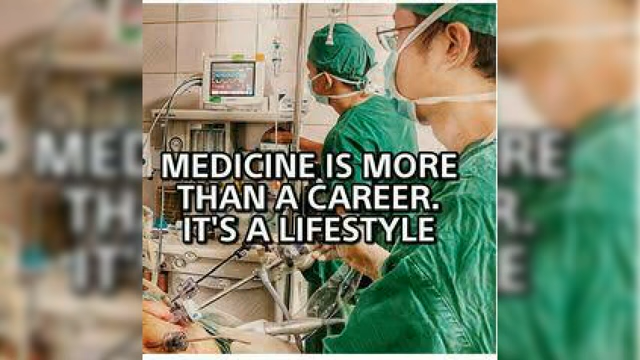 MEDICINE IS MORE
THAN A CAREER.
IT'S A LIFESTYLE